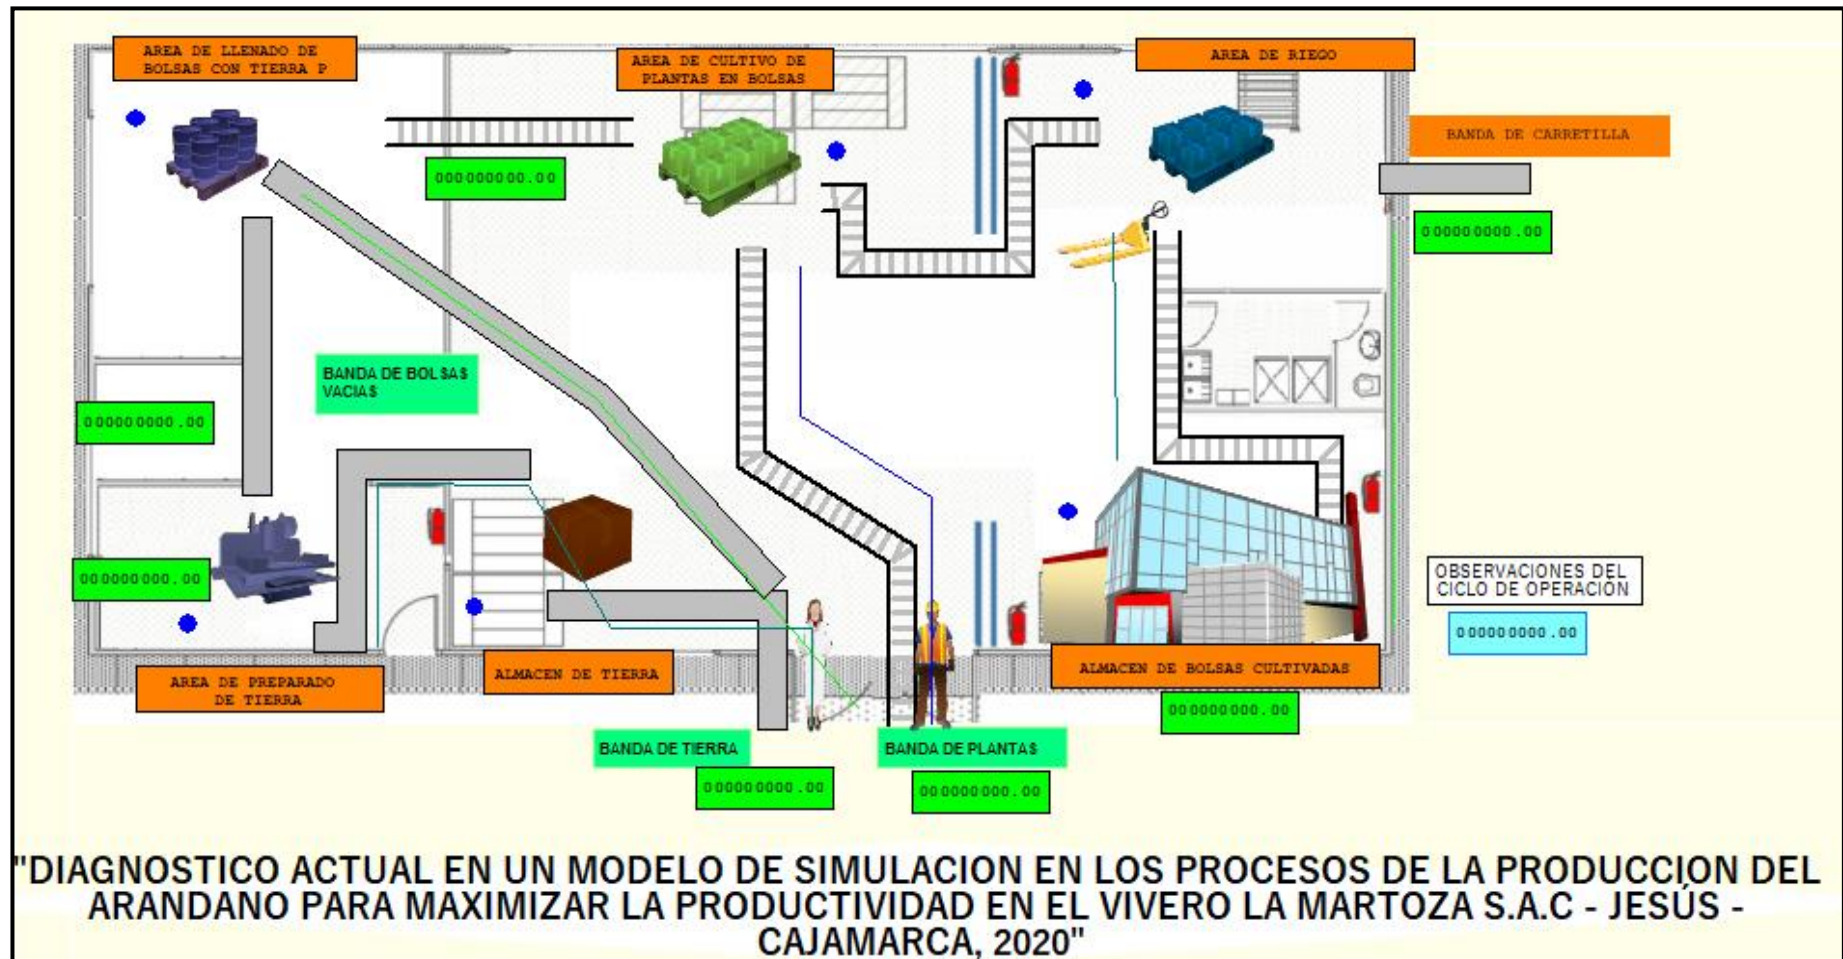 AREA DE LLENADO DE
BOLSAS CON TIERRA P
AREA DE CULTIVO DE
PLANTAS EN BOLSAS
AREA DE RIEGO
BANDA DE CARRETILLA
000000000.00
000000000.00
BANDA DE BOLSAS
VACIAS
000000000.00
000000000.00
OBSERVACIONES DEL
CICLO DE OPERACION
000000000.00
AREA DE PREPARADO
DE TIERRA
ALMACEN DE TIERRA
ALMACEN DE BOLSAS CULTIVADAS
000000000.00
BANDA DE TIERRA
BANDA DE PLANTAS
000000000.00
000000000.00
"DIAGNOSTICO ACTUAL EN UN MODELO DE SIMULACION EN LOS PROCESOS DE LA PRODUCCION DEL
ARANDANO PARA MAXIMIZAR LA PRODUCTIVIDAD EN EL VIVERO LA MARTOZA S.A.C - JESÚS -
CAJAMARCA, 2020"